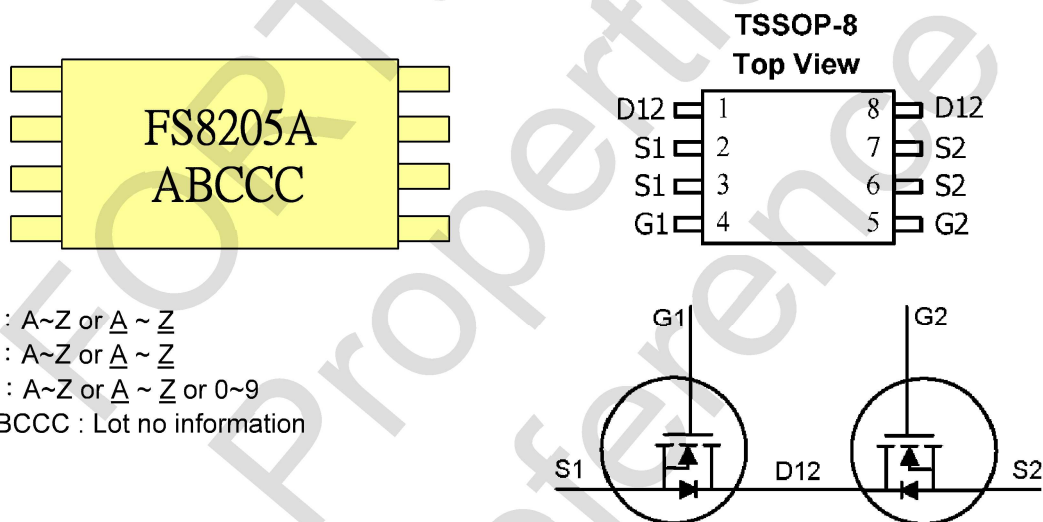 FS8205A
ABCCC
TSSOP-8
Top View
D12 1 8 D12
S1 2 7 S2
S1 3 6 S2
G1 4 5 G2
: A~Z or A ~ Z
: A~Z or A ~ Z
: A~Z or A ~ Z or 0~9
BCCC : Lot no information
G1 G2
S1 D12 S2